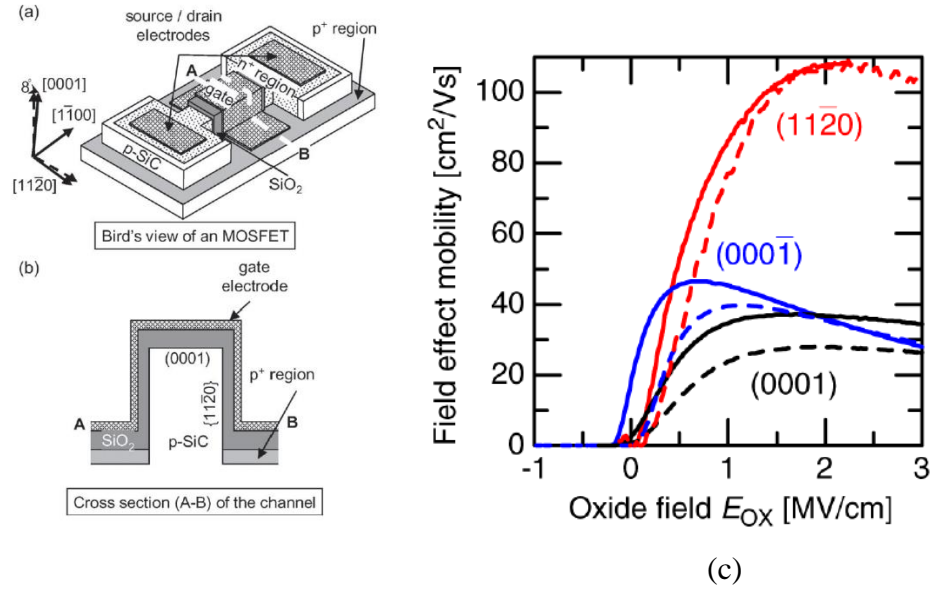 (a)
source / drain
electrodes
p⁺ region
A
n⁺ region
gate
8°
[0001]
[11̅00]
[112̅0]
p-SiC
B
SiO₂
Bird's view of an MOSFET
(b)
gate
electrode
(0001)
{112̅0}
p⁺ region
A
B
SiO₂
p-SiC
Cross section (A-B) of the channel
Field effect mobility [cm²/Vs]
100
80
60
40
20
0
(112̅0)
(0001̅)
(0001)
-1
0
1
2
3
Oxide field E_OX [MV/cm]
(c)